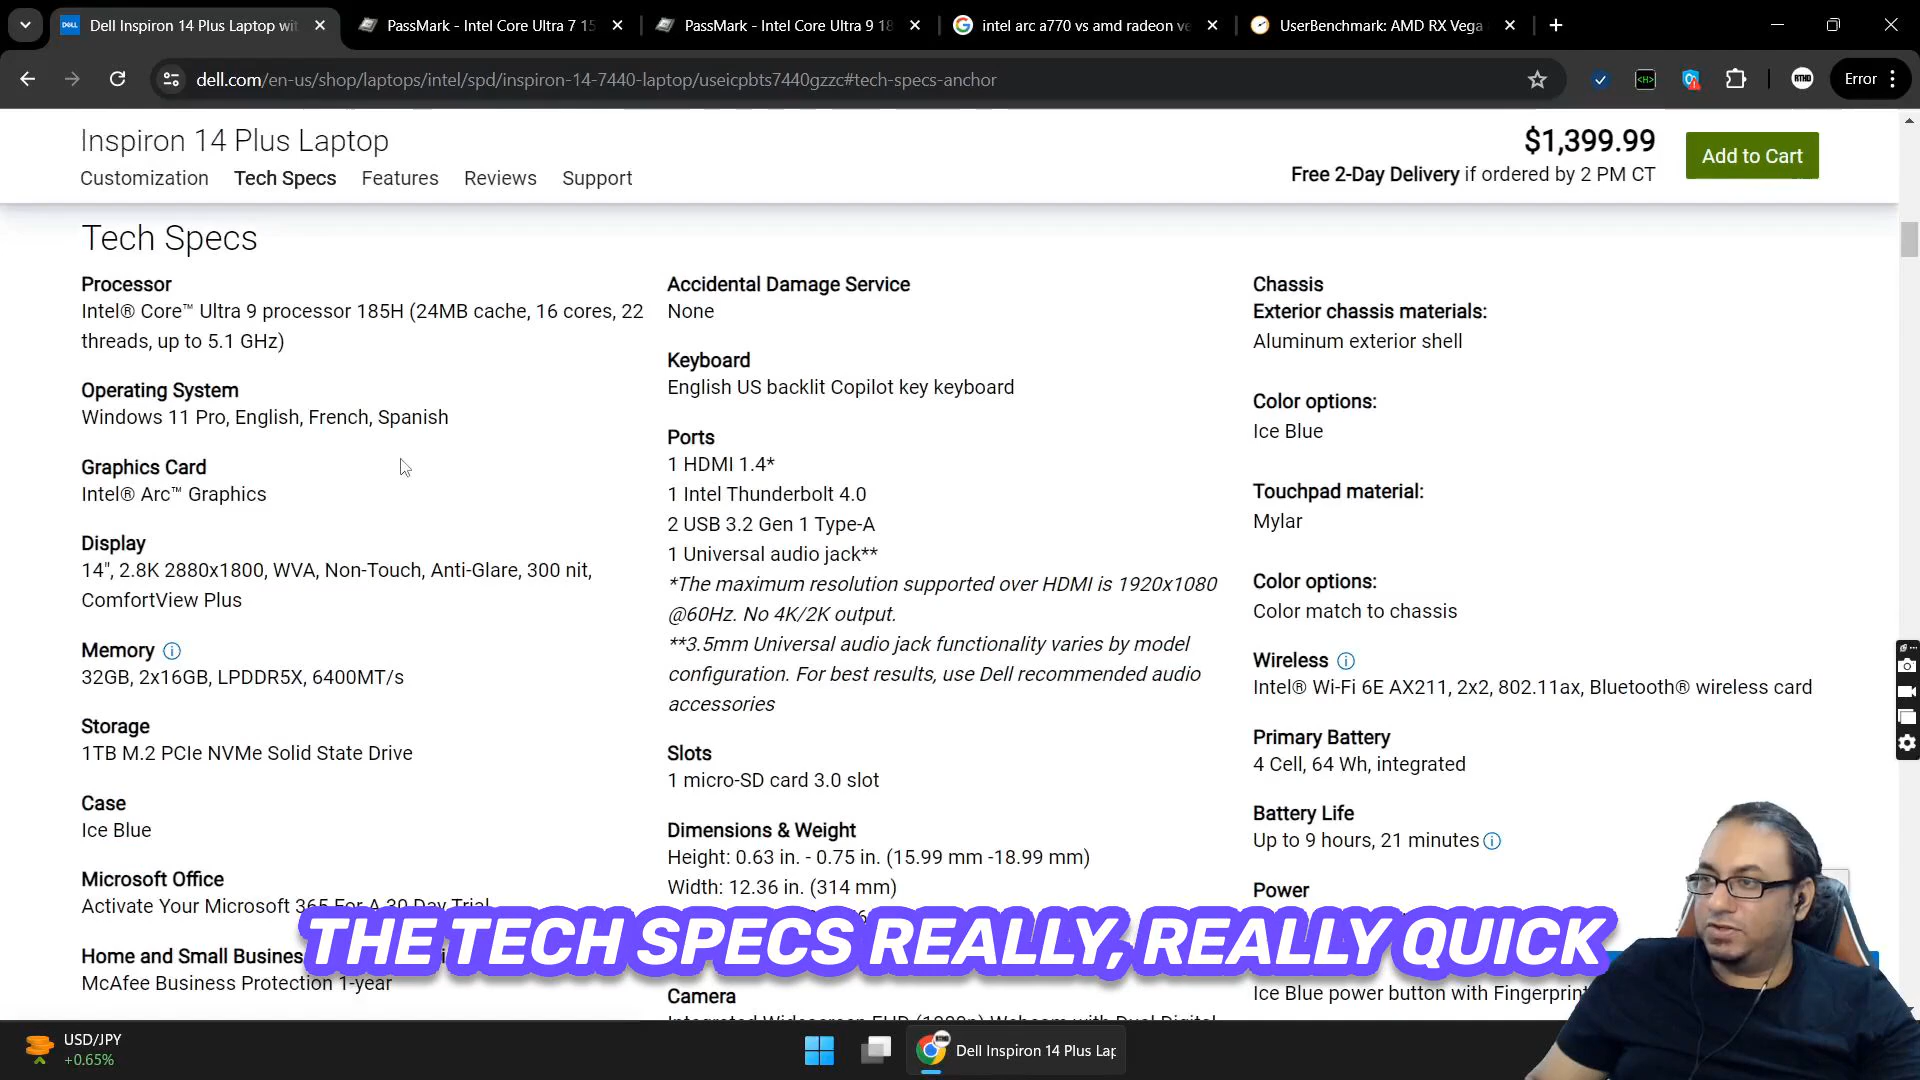 Dell Inspiron 14 Plus Laptop wit
PassMark - Intel Core Ultra 7 15
PassMark - Intel Core Ultra 9 18
intel arc a770 vs amd radeon ve
UserBenchmark: AMD RX Vega
dell.com/en-us/shop/laptops/intel/spd/inspiron-14-7440-laptop/useicpbts7440gzzc#tech-specs-anchor
Error
Inspiron 14 Plus Laptop
$1,399.99
Add to Cart
Free 2-Day Delivery if ordered by 2 PM CT
Customization Tech Specs Features Reviews Support
Tech Specs
Processor
Intel® Core™ Ultra 9 processor 185H (24MB cache, 16 cores, 22
threads, up to 5.1 GHz)
Operating System
Windows 11 Pro, English, French, Spanish
Graphics Card
Intel® Arc™ Graphics
Display
14", 2.8K 2880x1800, WVA, Non-Touch, Anti-Glare, 300 nit,
ComfortView Plus
Memory
32GB, 2x16GB, LPDDR5X, 6400MT/s
Storage
1TB M.2 PCIe NVMe Solid State Drive
Case
Ice Blue
Microsoft Office
Activate Your Microsoft 365 For A 30 Day Trial
Home and Small Business
McAfee Business Protection 1-year
Accidental Damage Service
None
Keyboard
English US backlit Copilot key keyboard
Ports
1 HDMI 1.4*
1 Intel Thunderbolt 4.0
2 USB 3.2 Gen 1 Type-A
1 Universal audio jack**
*The maximum resolution supported over HDMI is 1920x1080
@60Hz. No 4K/2K output.
**3.5mm Universal audio jack functionality varies by model
configuration. For best results, use Dell recommended audio
accessories
Slots
1 micro-SD card 3.0 slot
Dimensions & Weight
Height: 0.63 in. - 0.75 in. (15.99 mm -18.99 mm)
Width: 12.36 in. (314 mm)
Camera
Chassis
Exterior chassis materials:
Aluminum exterior shell
Color options:
Ice Blue
Touchpad material:
Mylar
Color options:
Color match to chassis
Wireless
Intel® Wi-Fi 6E AX211, 2x2, 802.11ax, Bluetooth® wireless card
Primary Battery
4 Cell, 64 Wh, integrated
Battery Life
Up to 9 hours, 21 minutes
Power
Ice Blue power button with Fingerprint
THE TECH SPECS REALLY, REALLY QUICK
USD/JPY
+0.65%
Dell Inspiron 14 Plus Lap